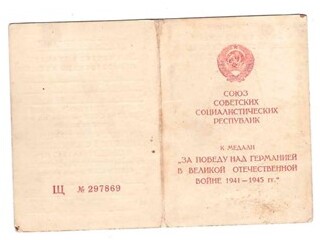 СОЮЗ
СОВЕТСКИХ
СОЦИАЛИСТИЧЕСКИХ
РЕСПУБЛИК
К МЕДАЛИ
„ЗА ПОБЕДУ НАД ГЕРМАНИЕЙ
В ВЕЛИКОЙ ОТЕЧЕСТВЕННОЙ
ВОЙНЕ 1941—1945 гг."
Щ № 297869